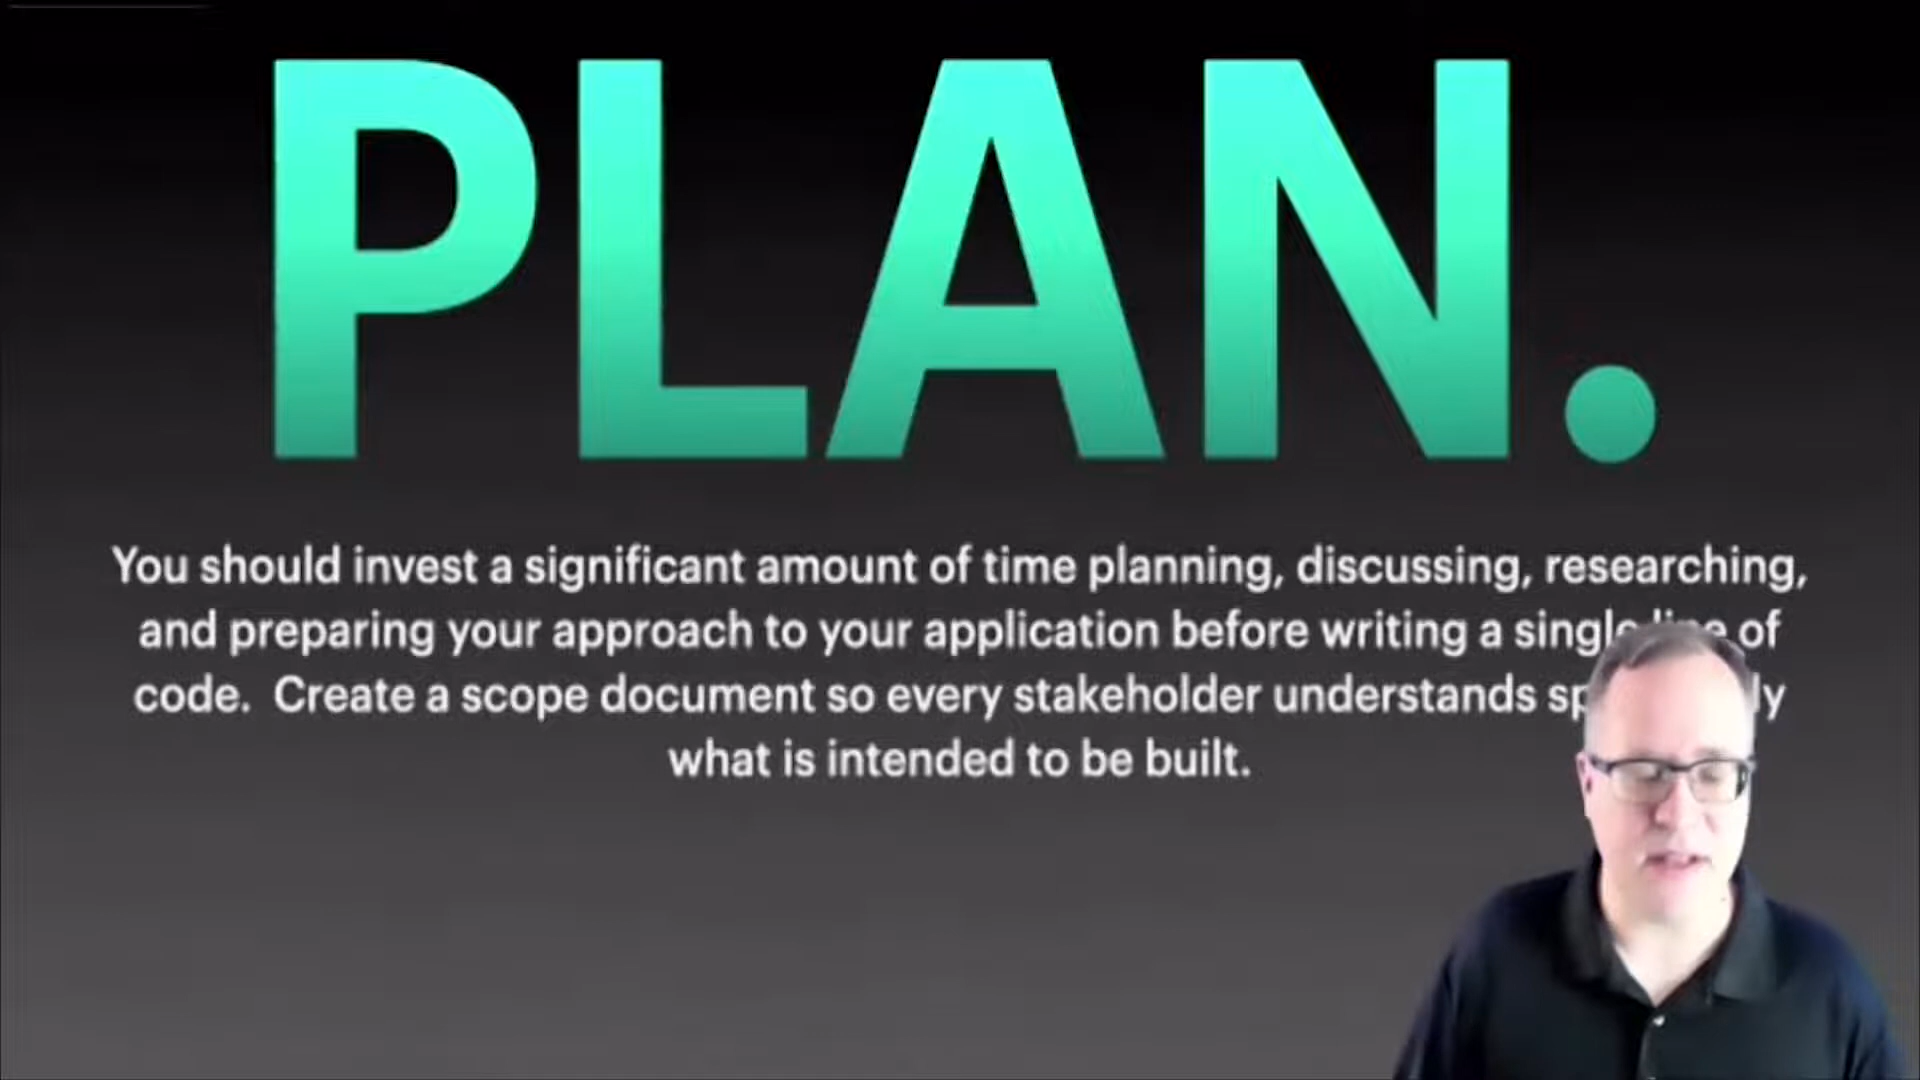 PLAN.
You should invest a significant amount of time planning, discussing, researching,
and preparing your approach to your application before writing a single line of
code.  Create a scope document so every stakeholder understands
what is intended to be built.